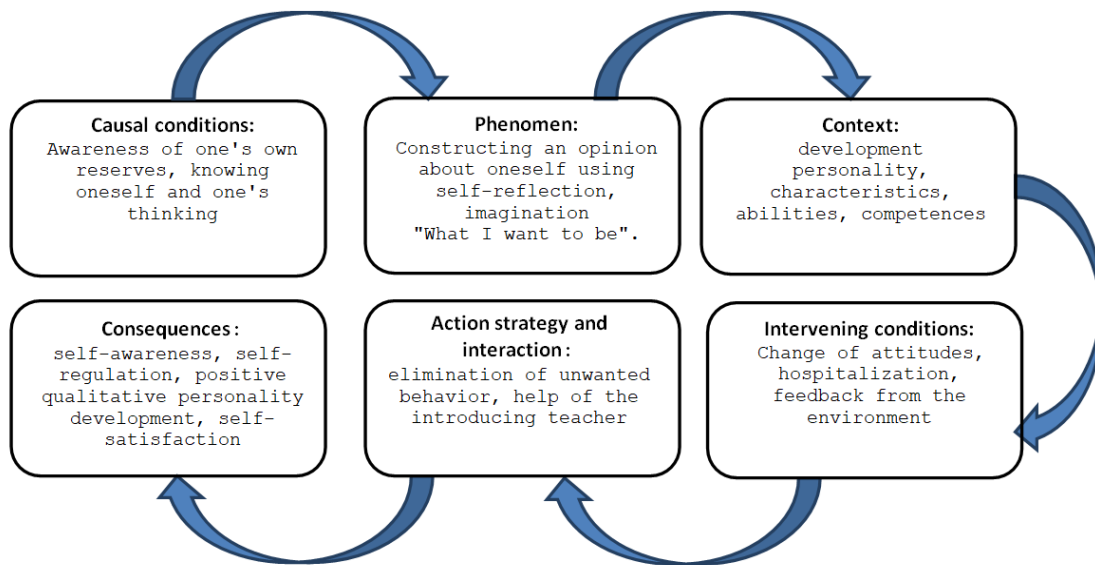 Causal conditions:
Awareness of one's own
reserves, knowing
oneself and one's
thinking
Phenomen:
Constructing an opinion
about oneself using
self-reflection,
imagination
"What I want to be".
Context:
development
personality,
characteristics,
abilities, competences
Intervening conditions:
Change of attitudes,
hospitalization,
feedback from the
environment
Action strategy and
interaction:
elimination of unwanted
behavior, help of the
introducing teacher
Consequences:
self-awareness, self-
regulation, positive
qualitative personality
development, self-
satisfaction